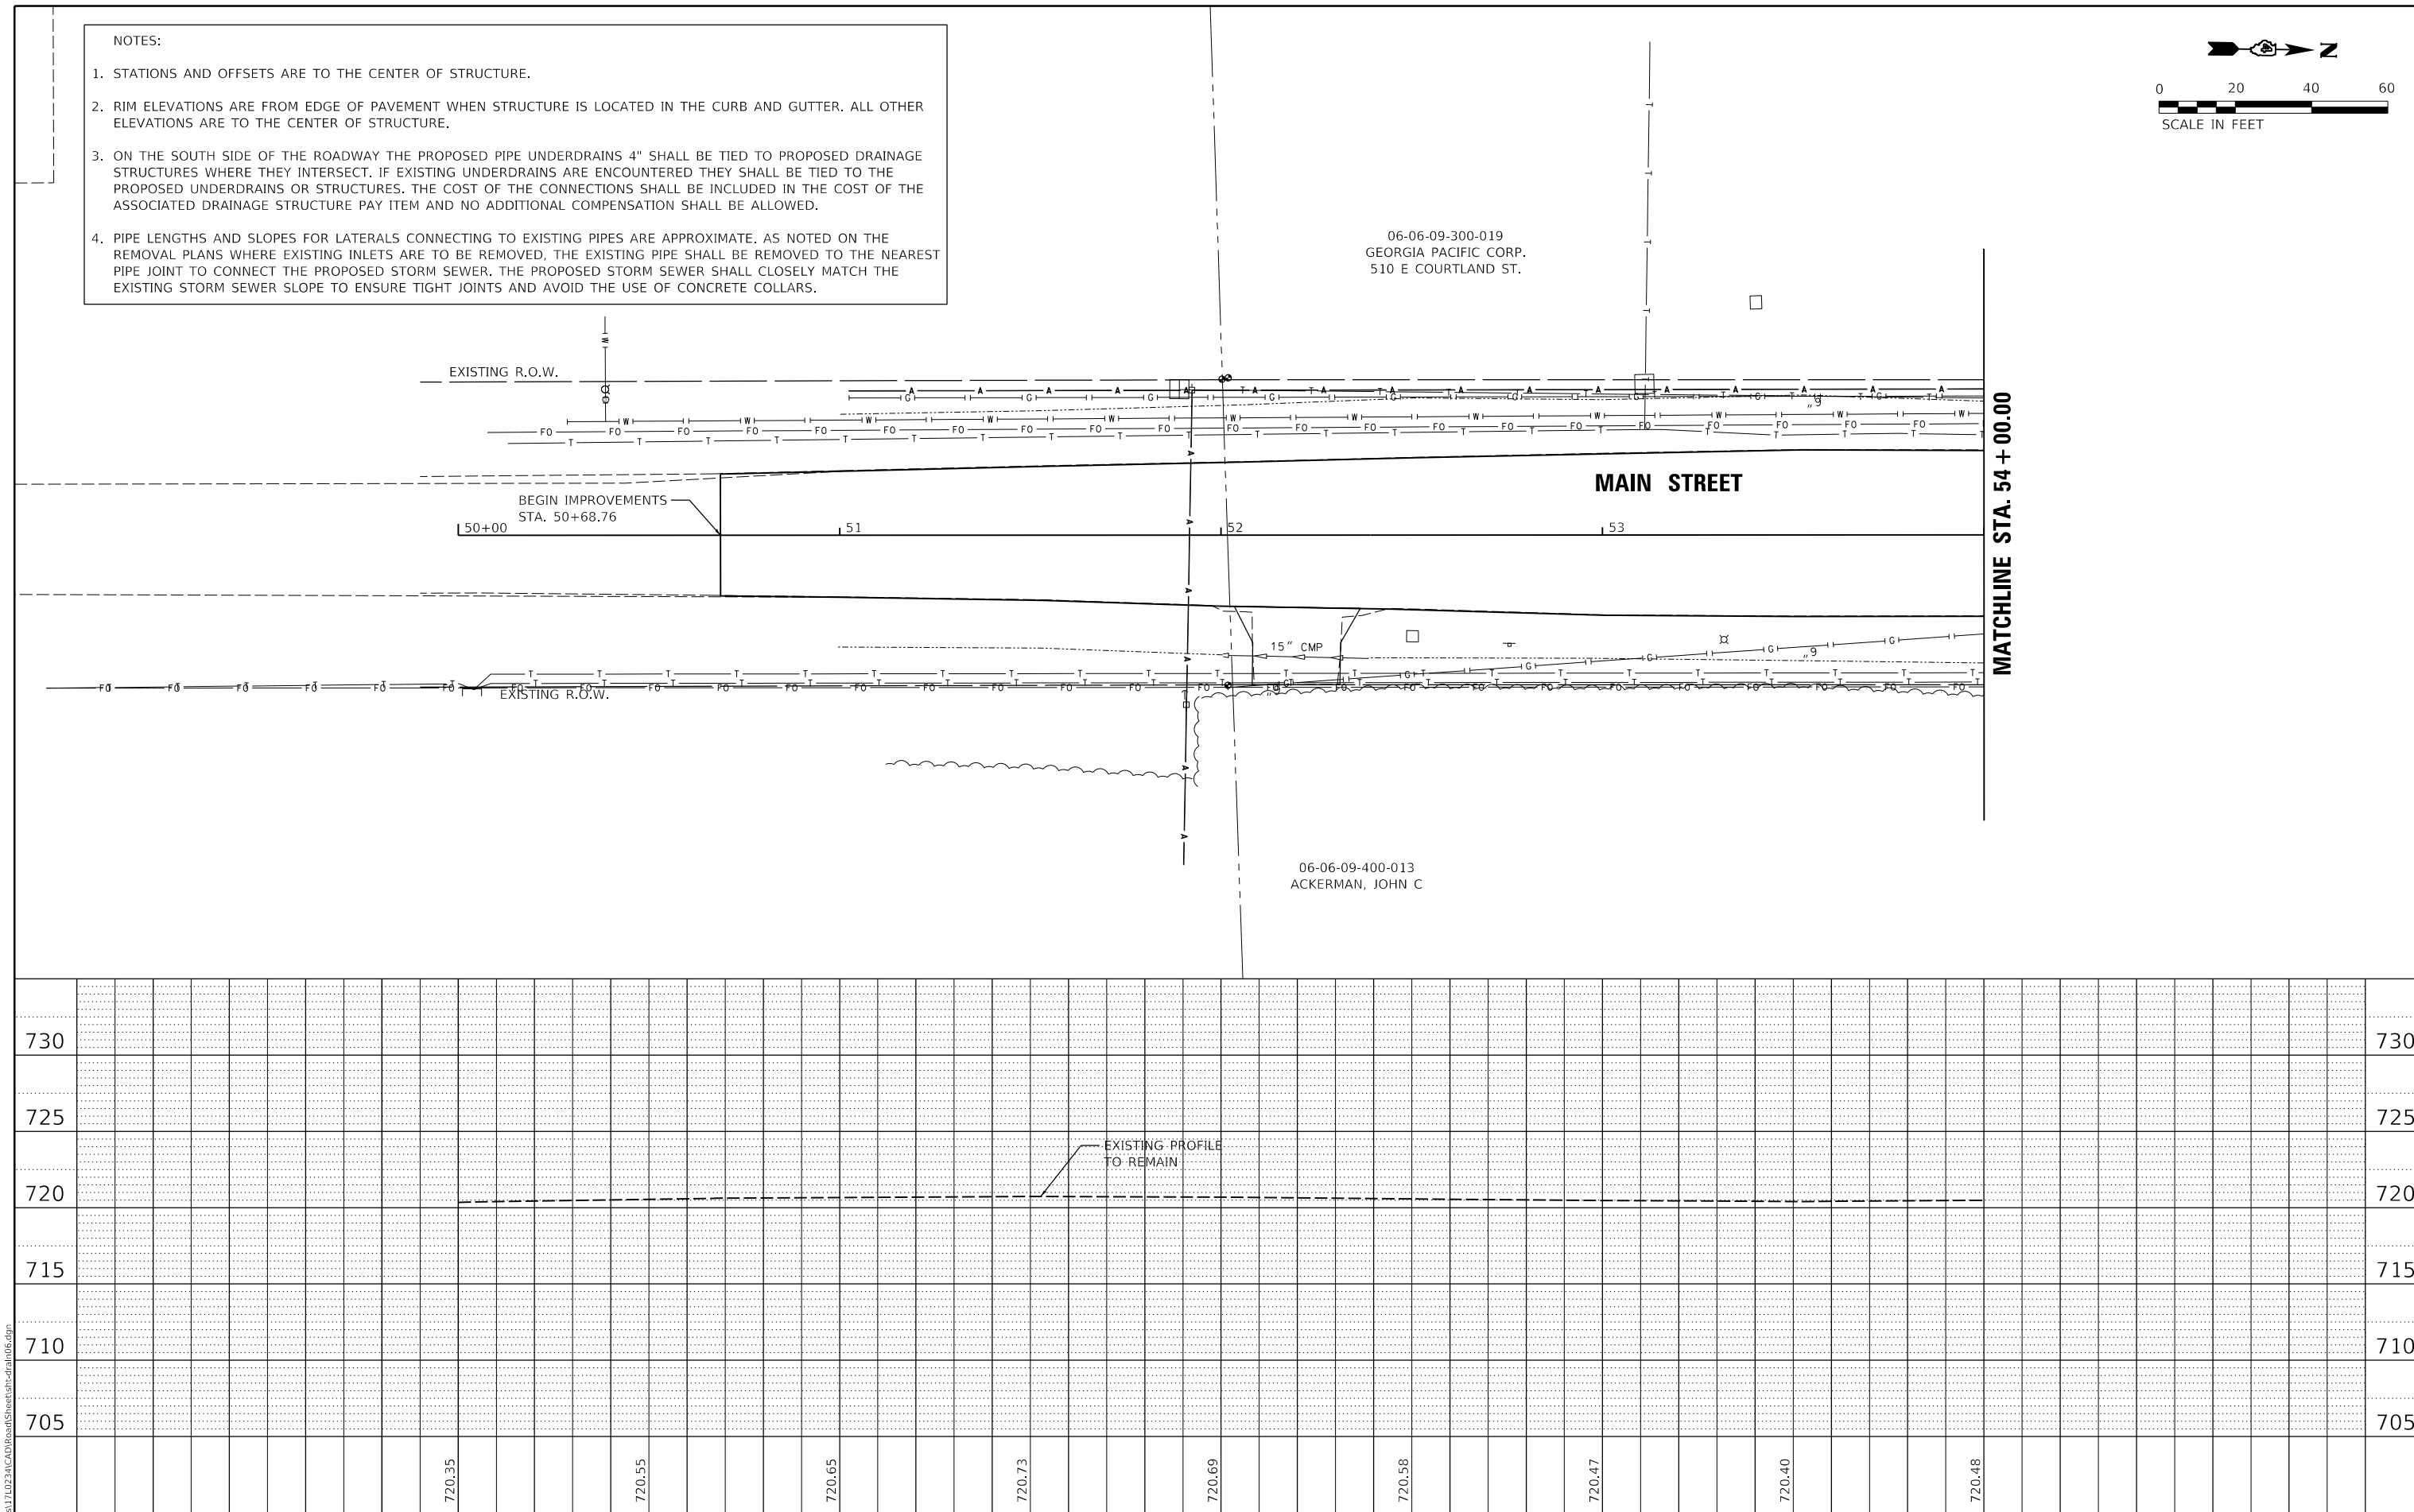 NOTES:
1. STATIONS AND OFFSETS ARE TO THE CENTER OF STRUCTURE.
2. RIM ELEVATIONS ARE FROM EDGE OF PAVEMENT WHEN STRUCTURE IS LOCATED IN THE CURB AND GUTTER. ALL OTHER
ELEVATIONS ARE TO THE CENTER OF STRUCTURE.
3. ON THE SOUTH SIDE OF THE ROADWAY THE PROPOSED PIPE UNDERDRAINS 4" SHALL BE TIED TO PROPOSED DRAINAGE
STRUCTURES WHERE THEY INTERSECT. IF EXISTING UNDERDRAINS ARE ENCOUNTERED THEY SHALL BE TIED TO THE
PROPOSED UNDERDRAINS OR STRUCTURES. THE COST OF THE CONNECTIONS SHALL BE INCLUDED IN THE COST OF THE
ASSOCIATED DRAINAGE STRUCTURE PAY ITEM AND NO ADDITIONAL COMPENSATION SHALL BE ALLOWED.
4. PIPE LENGTHS AND SLOPES FOR LATERALS CONNECTING TO EXISTING PIPES ARE APPROXIMATE. AS NOTED ON THE
REMOVAL PLANS WHERE EXISTING INLETS ARE TO BE REMOVED, THE EXISTING PIPE SHALL BE REMOVED TO THE NEAREST
PIPE JOINT TO CONNECT THE PROPOSED STORM SEWER. THE PROPOSED STORM SEWER SHALL CLOSELY MATCH THE
EXISTING STORM SEWER SLOPE TO ENSURE TIGHT JOINTS AND AVOID THE USE OF CONCRETE COLLARS.
N
0 20 40 60
SCALE IN FEET
06-06-09-300-019
GEORGIA PACIFIC CORP.
510 E COURTLAND ST.
EXISTING R.O.W.
MAIN STREET
BEGIN IMPROVEMENTS
STA. 50+68.76
50+00 51 52 53
MATCHLINE STA. 54+00.00
15" CMP
EXISTING R.O.W.
06-06-09-400-013
ACKERMAN, JOHN C
730 730
725 725
EXISTING PROFILE
TO REMAIN
720 720
715 715
710 710
705 705
720.35 720.55 720.65 720.73 720.69 720.58 720.47 720.40 720.48